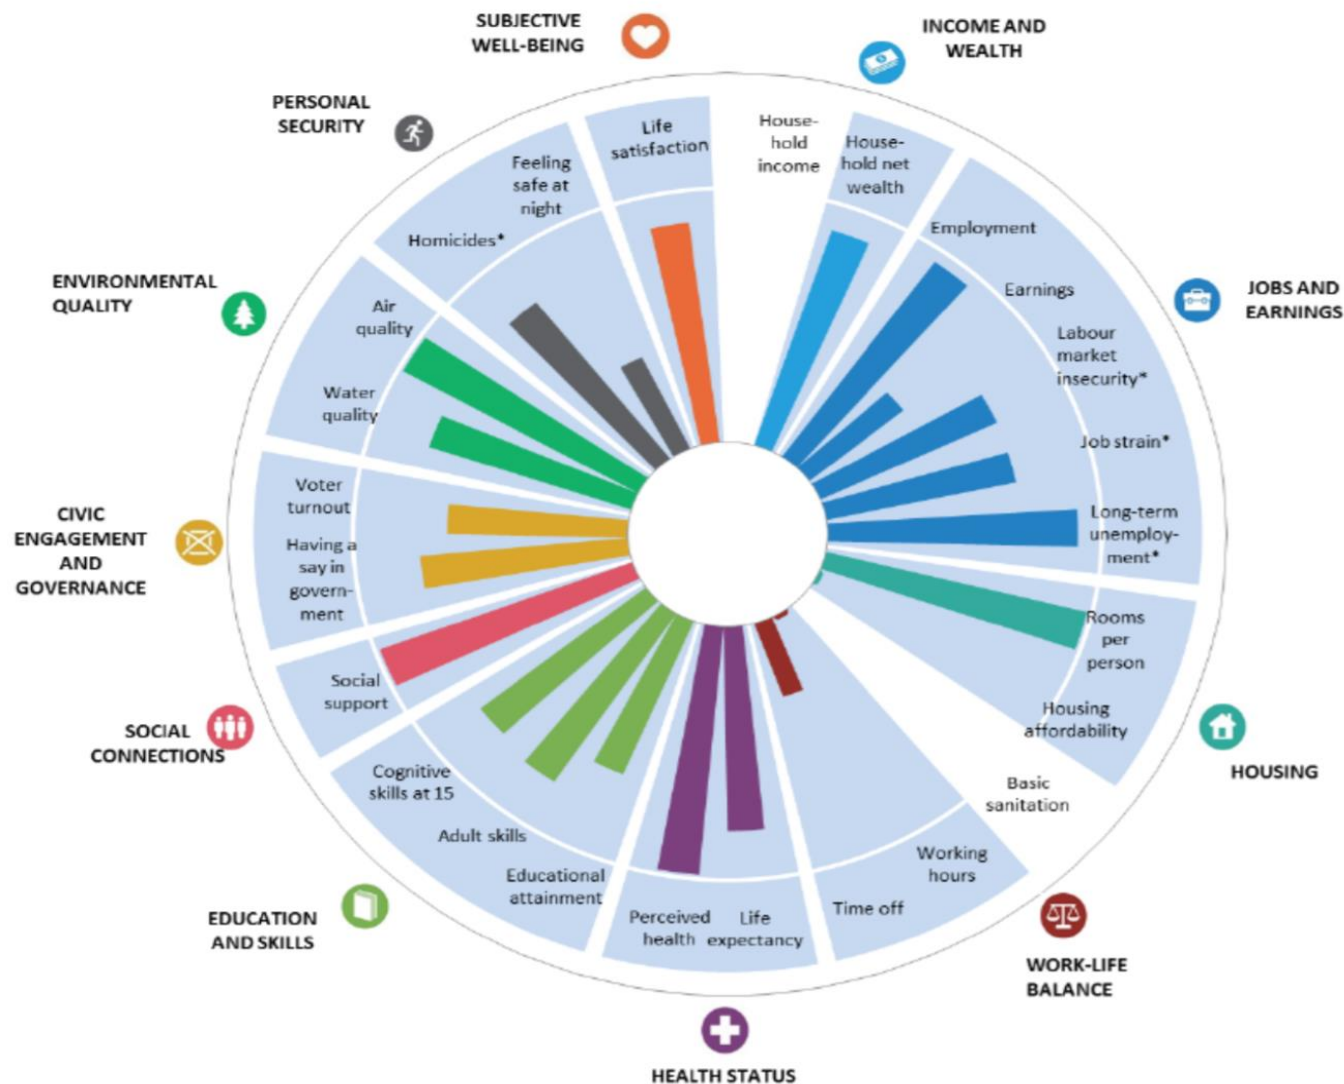 SUBJECTIVE
WELL-BEING
INCOME AND
WEALTH
PERSONAL
SECURITY
House-
hold
income
Life
satisfaction
House-
hold net
wealth
Feeling
safe at
night
Homicides*
Employment
ENVIRONMENTAL
QUALITY
Air
quality
Earnings
JOBS AND
EARNINGS
Labour
market
insecurity*
Water
quality
Job strain*
Voter
turnout
CIVIC
ENGAGEMENT
AND
GOVERNANCE
Having a
say in
govern-
ment
Long-term
unemploy-
ment*
Rooms
per
person
Social
support
Housing
affordability
SOCIAL
CONNECTIONS
HOUSING
Cognitive
skills at 15
Basic
sanitation
Adult skills
Working
hours
Educational
attainment
Time off
Perceived
health
Life
expectancy
EDUCATION
AND SKILLS
WORK-LIFE
BALANCE
HEALTH STATUS